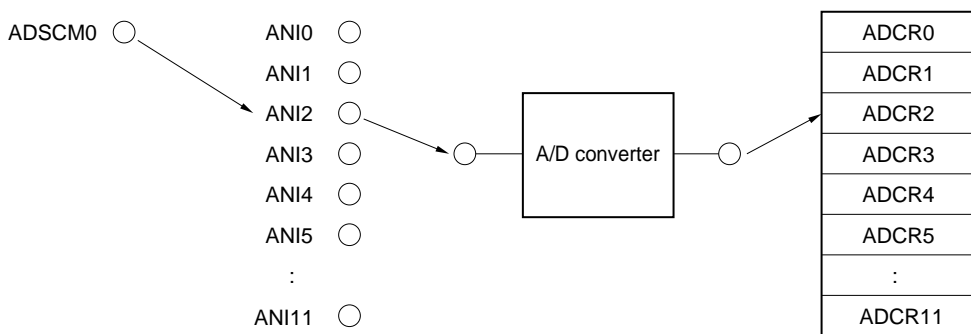 ADSCM0
ANI0
ANI1
ANI2
ANI3
ANI4
ANI5
:
ANI11
A/D converter
ADCR0
ADCR1
ADCR2
ADCR3
ADCR4
ADCR5
:
ADCR11